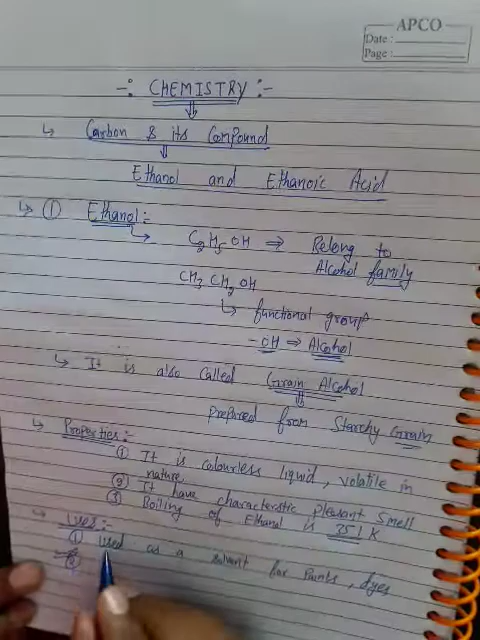 APCO
Date :
Page :
-: CHEMISTRY :-
↳ Carbon & its Compound
Ethanol and Ethanoic Acid
↳ ① Ethanol :-
↳ C2H5-OH ⇒ Belong to
Alcohol family
CH3 CH2 OH
↳ functional group
-OH ⇒ Alcohol
↳ It is also Called Grain Alcohol
prepared from Starchy Grain
↳ Properties :-
① It is colourless liquid, volatile in
nature
② It have characterstic pleasant Smell
③ Boiling of Ethanol is 351 K
↳ Uses :-
① used as a solvent for Paints, dyes
②